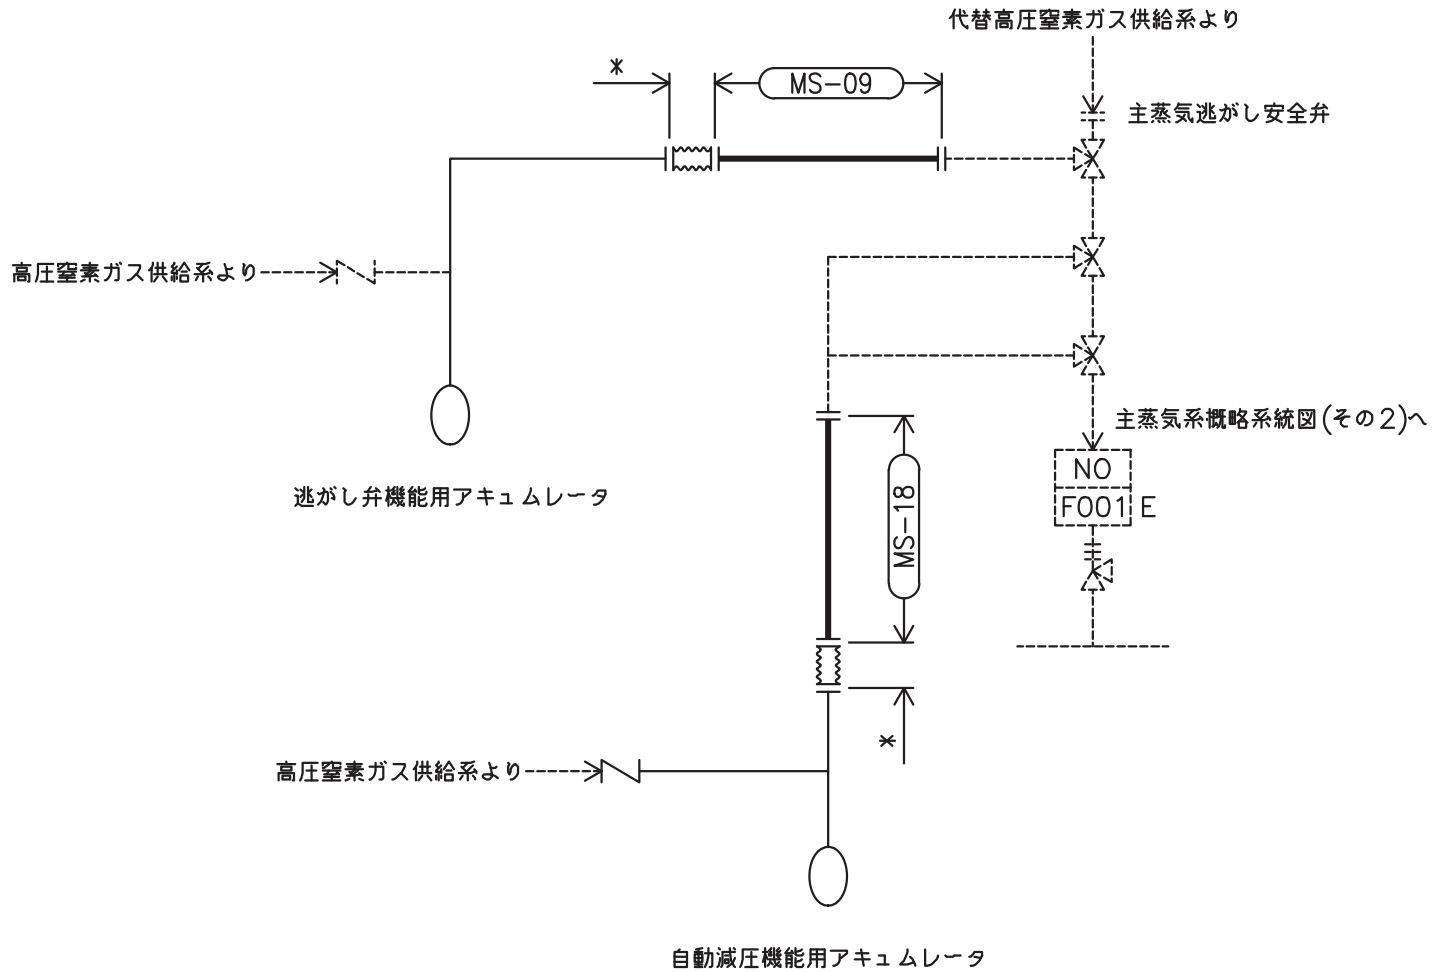 代替高圧窒素ガス供給系より
*
MS-09
主蒸気逃がし安全弁
高圧窒素ガス供給系より
主蒸気系概略系統図(その2)へ
NO
F001 E
逃がし弁機能用アキュムレータ
MS-18
*
高圧窒素ガス供給系より
自動減圧機能用アキュムレータ